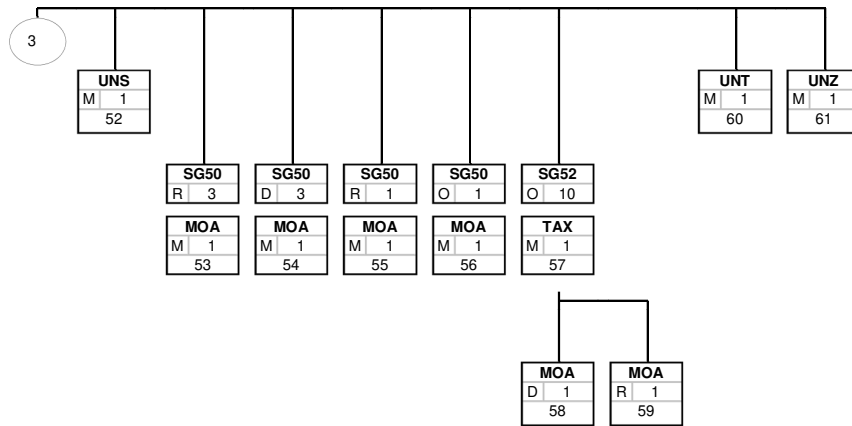 3
UNS
M 1
52
UNT
M 1
60
UNZ
M 1
61
SG50
R 3
SG50
D 3
SG50
R 1
SG50
O 1
SG52
O 10
MOA
M 1
53
MOA
M 1
54
MOA
M 1
55
MOA
M 1
56
TAX
M 1
57
MOA
D 1
58
MOA
R 1
59